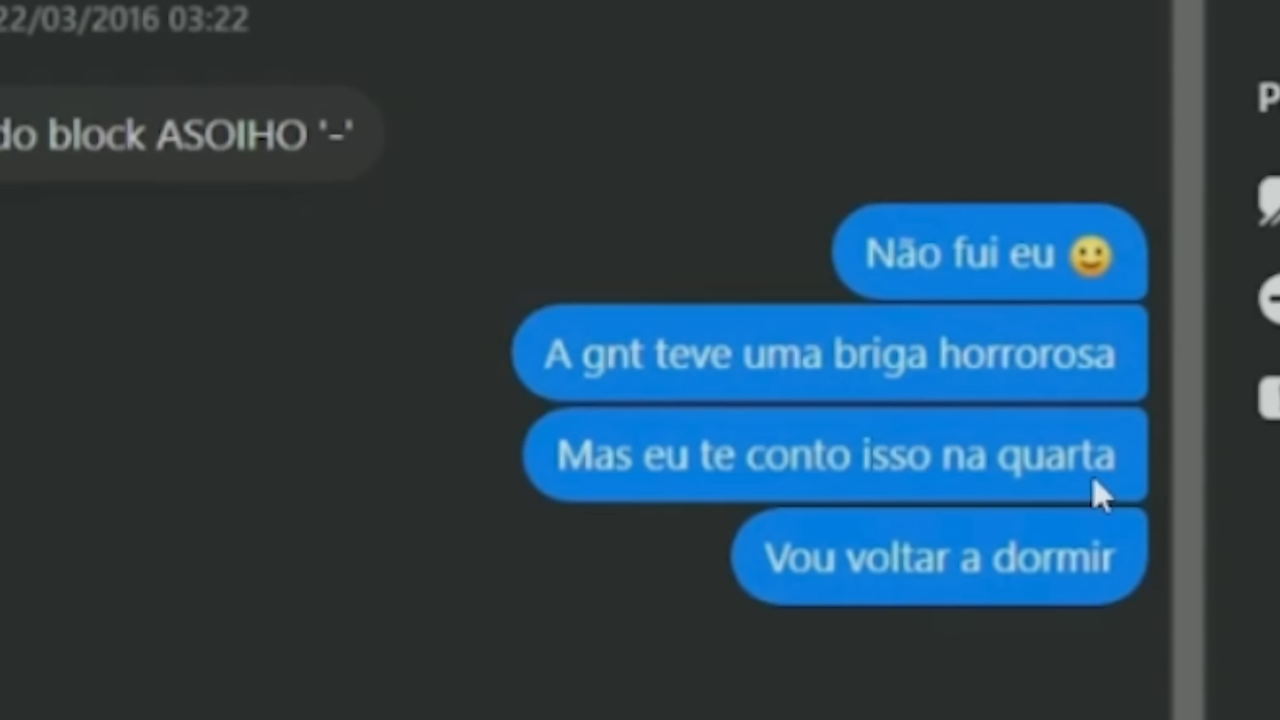 22/03/2016 03:22
do block ASOIHO '-'
Não fui eu 🙂
A gnt teve uma briga horrorosa
Mas eu te conto isso na quarta
Vou voltar a dormir
P